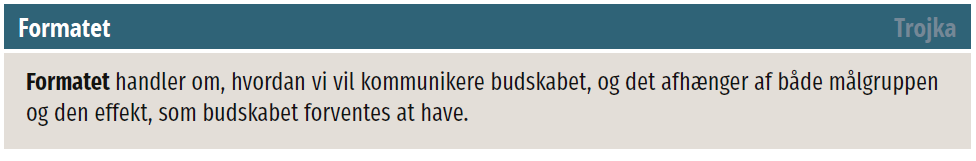 Formatet Trojka
Formatet handler om, hvordan vi vil kommunikere budskabet, og det afhænger af både målgruppen
og den effekt, som budskabet forventes at have.